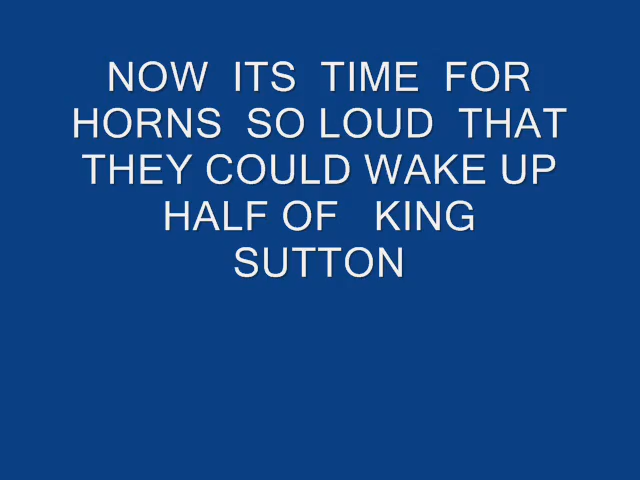 NOW ITS TIME FOR
HORNS SO LOUD THAT
THEY COULD WAKE UP
HALF OF KING
SUTTON